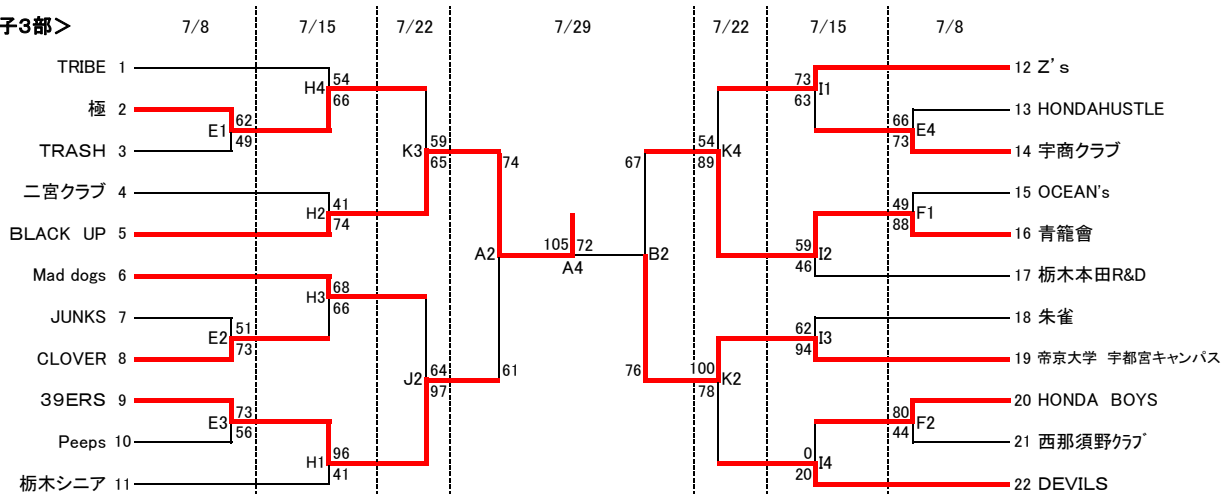 子3部＞
7/8 7/15 7/22 7/29 7/22 7/15 7/8
TRIBE 1
極 2
TRASH 3
二宮クラブ 4
BLACK UP 5
Mad dogs 6
JUNKS 7
CLOVER 8
39ERS 9
Peeps 10
栃木シニア 11
E1 62 49
E2 51 73
E3 73 56
H4 54 66
H2 41 74
H3 68 66
H1 96 41
K3 59 65
J2 64 97
A2 74 61
105 72
A4
B2 67 76
K4 54 89
K2 100 78
I1 73 63
I2 59 46
I3 62 94
I4 0 20
E4 66 73
F1 49 88
F2 80 44
12 Z's
13 HONDAHUSTLE
14 宇商クラブ
15 OCEAN's
16 青龍會
17 栃木本田R&D
18 朱雀
19 帝京大学 宇都宮キャンパス
20 HONDA BOYS
21 西那須野ｸﾗﾌﾞ
22 DEVILS